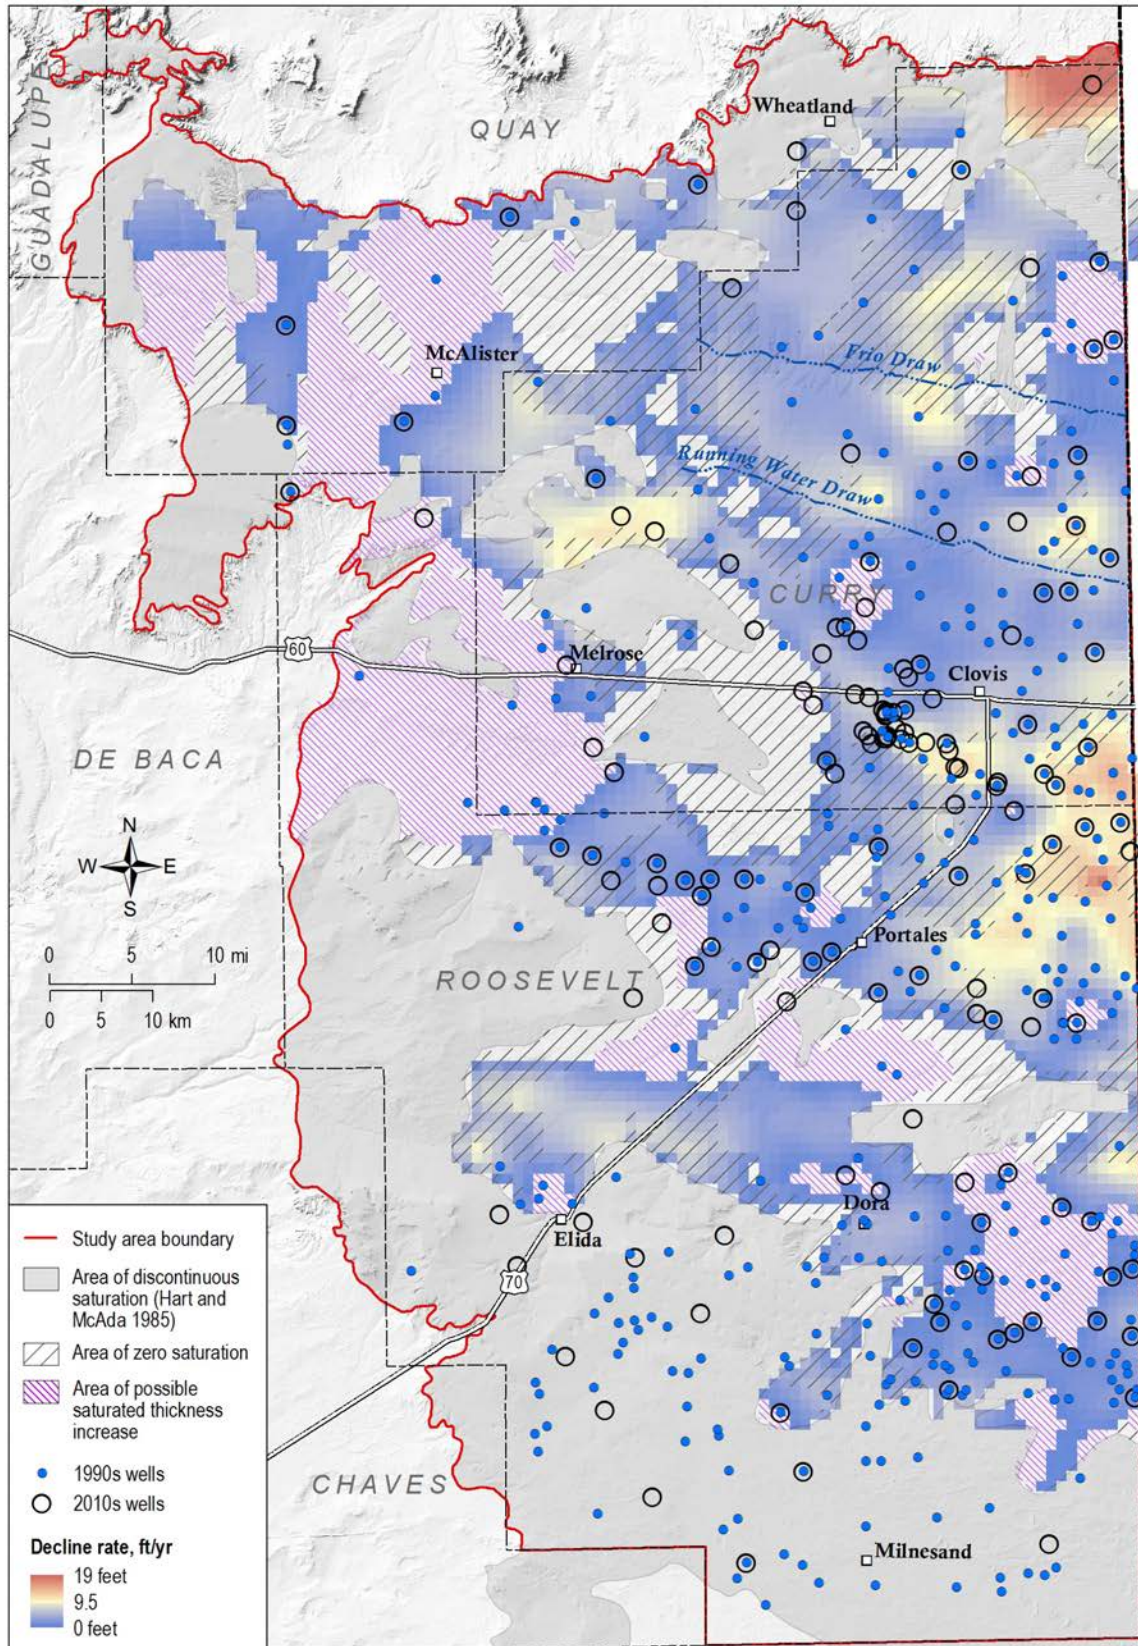 GUADALUPE
QUAY
Wheatland
McAlister
Frio Draw
Running Water Draw
CURRY
60
Melrose
Clovis
DE BACA
N
W E
S
0 5 10 mi
0 5 10 km
Portales
ROOSEVELT
Dora
Elida
70
CHAVES
Milnesand
Study area boundary
Area of discontinuous
saturation (Hart and
McAda 1985)
Area of zero saturation
Area of possible
saturated thickness
increase
1990s wells
2010s wells
Decline rate, ft/yr
19 feet
9.5
0 feet